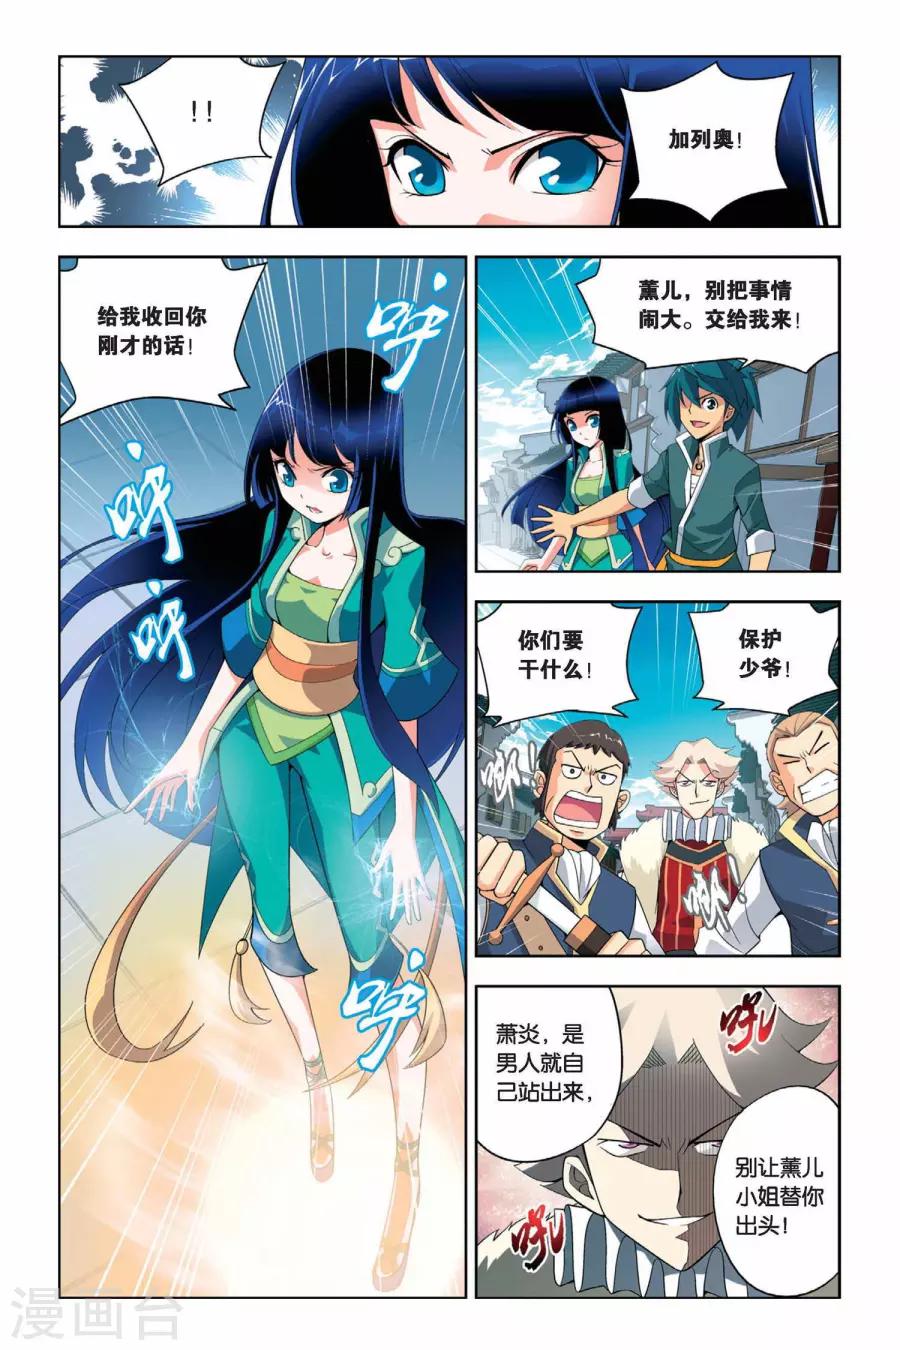 ！！
加列奥！
给我收回你
刚才的话！
呼
呼
呼
呼
薰儿，别把事情
闹大。交给我来！
你们要
干什么！
保护
少爷！
唰
唰
萧炎，是
男人就自
己站出来，
吼
别让薰儿
小姐替你
出头！
吼
漫画台